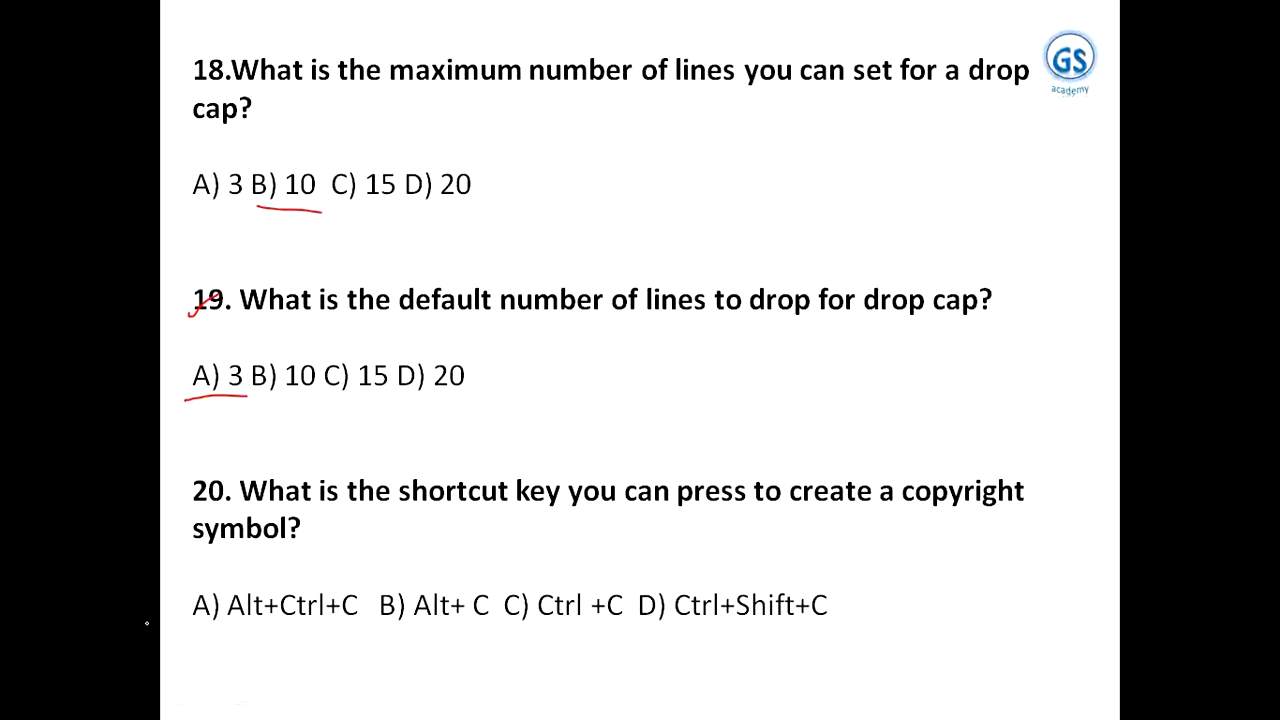 18.What is the maximum number of lines you can set for a drop
cap?
GS
academy
A) 3 B) 10 C) 15 D) 20
19. What is the default number of lines to drop for drop cap?
A) 3 B) 10 C) 15 D) 20
20. What is the shortcut key you can press to create a copyright
symbol?
A) Alt+Ctrl+C B) Alt+ C C) Ctrl +C D) Ctrl+Shift+C